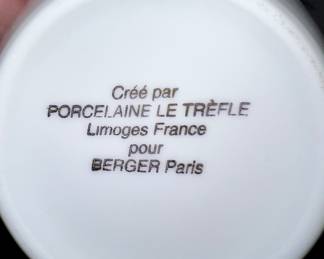 Créé par
PORCELAINE LE TRÈFLE
Limoges France
pour
BERGER Paris